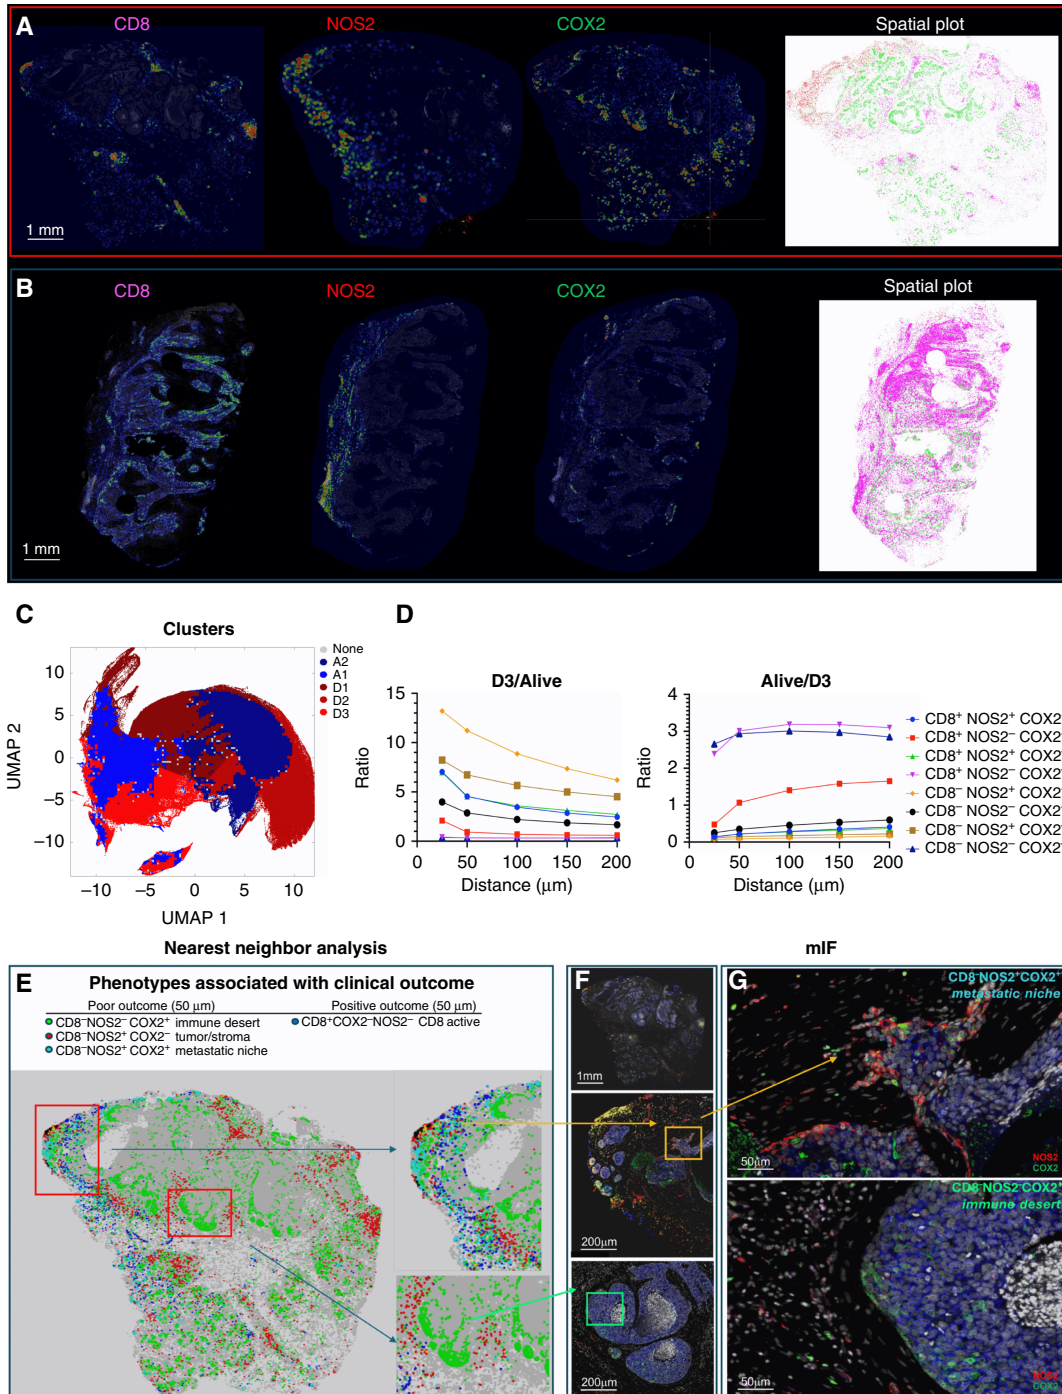 A
CD8
NOS2
COX2
Spatial plot
1 mm
B
CD8
NOS2
COX2
Spatial plot
1 mm
C
Clusters
None
A2
A1
D1
D2
D3
UMAP 2
10
5
0
−5
−10
−10
−5
0
5
10
UMAP 1
D
D3/Alive
Ratio
15
10
5
0
0
50
100
150
200
Distance (μm)
Alive/D3
Ratio
4
3
2
1
0
0
50
100
150
200
Distance (μm)
CD8⁺ NOS2⁺ COX2
CD8⁺ NOS2⁻ COX2
CD8⁺ NOS2⁺ COX2
CD8⁺ NOS2⁻ COX2
CD8⁻ NOS2⁺ COX2
CD8⁻ NOS2⁻ COX2
CD8⁻ NOS2⁺ COX2
CD8⁻ NOS2⁻ COX2
Nearest neighbor analysis
mIF
E
Phenotypes associated with clinical outcome
Poor outcome (50 μm)
Positive outcome (50 μm)
CD8⁻NOS2⁻ COX2⁺ immune desert
CD8⁺COX2⁻NOS2⁻ CD8 active
CD8⁻NOS2⁺ COX2⁻ tumor/stroma
CD8⁻NOS2⁺ COX2⁺ metastatic niche
F
1mm
200μm
200μm
G
CD8⁻NOS2⁺COX2⁺
metastatic niche
50μm
NOS2
COX2
CD8⁻NOS2⁻COX2⁺
immune desert
50μm
NOS2
COX2